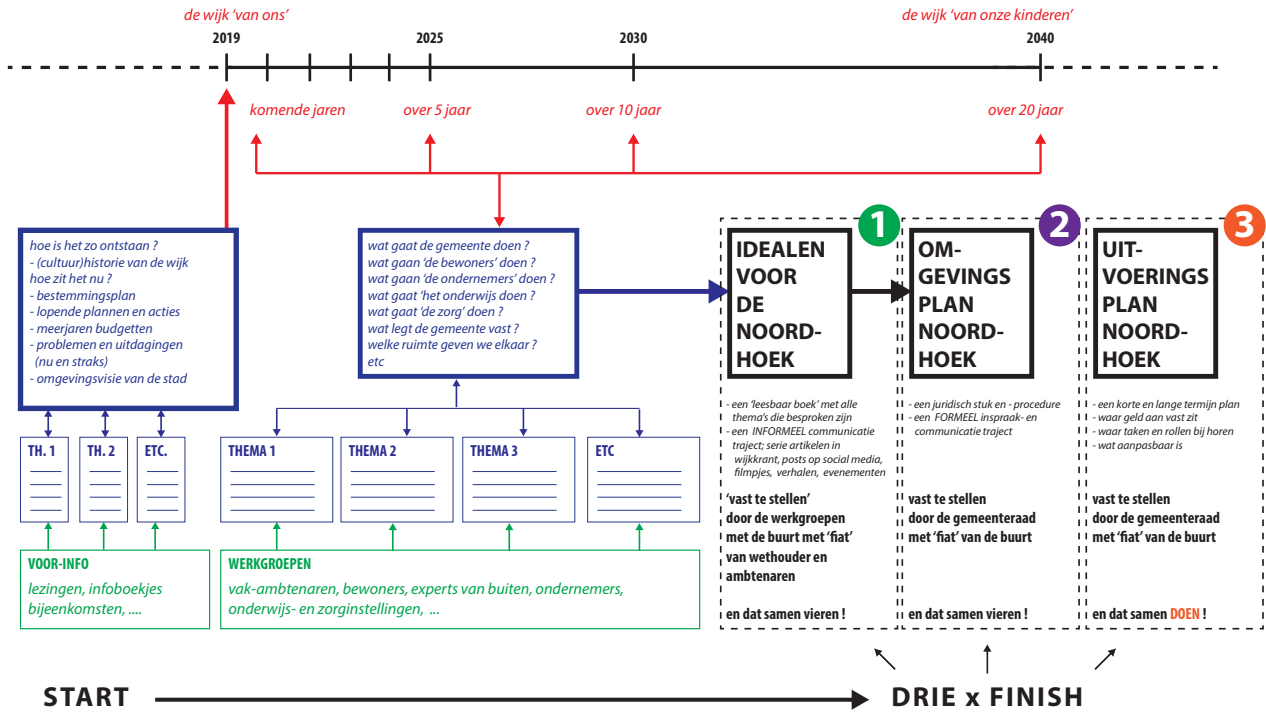 de wijk ‘van ons’
de wijk ‘van onze kinderen’
2019
2025
2030
2040
komende jaren
over 5 jaar
over 10 jaar
over 20 jaar
hoe is het zo ontstaan ?
- (cultuur)historie van de wijk
hoe zit het nu ?
- bestemmingsplan
- lopende plannen en acties
- meerjaren budgetten
- problemen en uitdagingen
(nu en straks)
- omgevingsvisie van de stad
wat gaat de gemeente doen ?
wat gaan ‘de bewoners’ doen ?
wat gaan ‘de ondernemers’ doen ?
wat gaat ‘het onderwijs doen ?
wat gaat ‘de zorg’ doen ?
wat legt de gemeente vast ?
welke ruimte geven we elkaar ?
etc
TH. 1
TH. 2
ETC.
THEMA 1
THEMA 2
THEMA 3
ETC
VOOR-INFO
lezingen, infoboekjes
bijeenkomsten, ....
WERKGROEPEN
vak-ambtenaren, bewoners, experts van buiten, ondernemers,
onderwijs- en zorginstellingen, ...
1
IDEALEN
VOOR
DE
NOORD-
HOEK
- een ‘leesbaar boek’ met alle
thema’s die besproken zijn
- een INFORMEEL communicatie
traject; serie artikelen in
wijkkrant, posts op social media,
filmpjes, verhalen, evenementen
‘vast te stellen’
door de werkgroepen
met de buurt met ‘fiat’
van wethouder en
ambtenaren
en dat samen vieren !
2
OM-
GEVINGS
PLAN
NOORD-
HOEK
- een juridisch stuk en - procedure
- een FORMEEL inspraak- en
communicatie traject
vast te stellen
door de gemeenteraad
met ‘fiat’ van de buurt
en dat samen vieren !
3
UIT-
VOERINGS
PLAN
NOORD-
HOEK
- een korte en lange termijn plan
- waar geld aan vast zit
- waar taken en rollen bij horen
- wat aanpasbaar is
vast te stellen
door de gemeenteraad
met ‘fiat’ van de buurt
en dat samen DOEN !
START
DRIE x FINISH